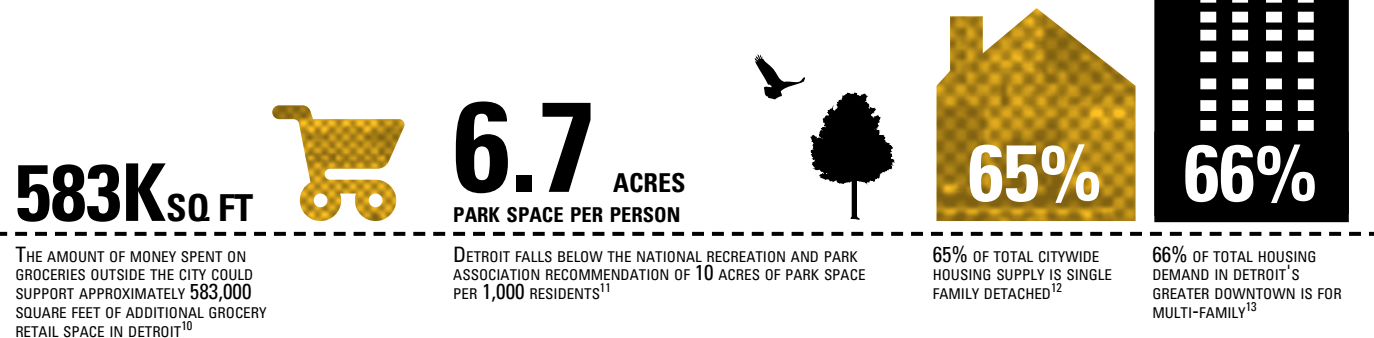 583K SQ FT
THE AMOUNT OF MONEY SPENT ON
GROCERIES OUTSIDE THE CITY COULD
SUPPORT APPROXIMATELY 583,000
SQUARE FEET OF ADDITIONAL GROCERY
RETAIL SPACE IN DETROIT10
6.7 ACRES
PARK SPACE PER PERSON
DETROIT FALLS BELOW THE NATIONAL RECREATION AND PARK
ASSOCIATION RECOMMENDATION OF 10 ACRES OF PARK SPACE
PER 1,000 RESIDENTS11
65%
65% OF TOTAL CITYWIDE
HOUSING SUPPLY IS SINGLE
FAMILY DETACHED12
66%
66% OF TOTAL HOUSING
DEMAND IN DETROIT'S
GREATER DOWNTOWN IS FOR
MULTI-FAMILY13